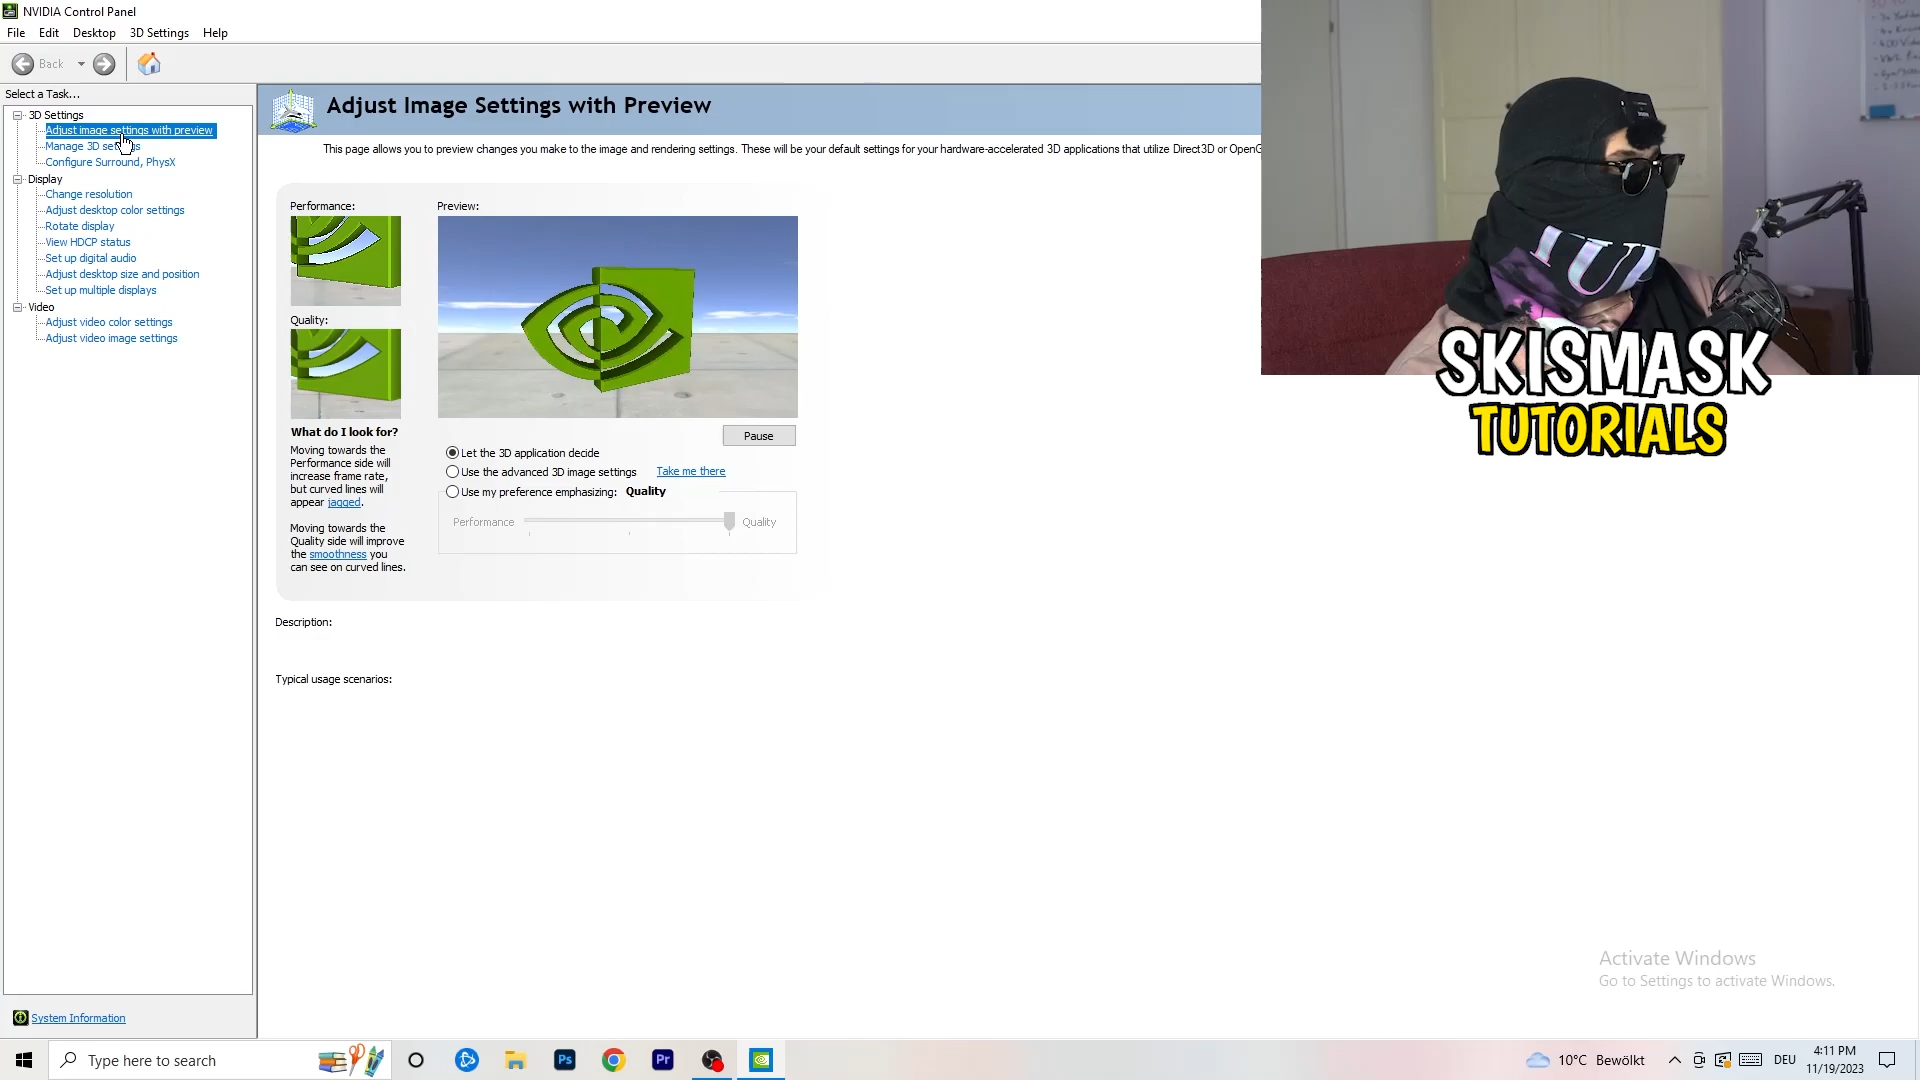 NVIDIA Control Panel
File Edit Desktop 3D Settings Help
Back
Select a Task...
3D Settings
Adjust image settings with preview
Manage 3D
Configure Surround, PhysX
Display
Change resolution
Adjust desktop color settings
Rotate display
View HDCP status
Set up digital audio
Adjust desktop size and position
Set up multiple displays
Video
Adjust video color settings
Adjust video image settings
System Information
Adjust Image Settings with Preview
This page allows you to preview changes you make to the image and rendering settings. These will be your default settings for your hardware-accelerated 3D applications that utilize Direct3D or OpenG
Performance:
Quality:
What do I look for?
Moving towards the
Performance side will
increase frame rate,
but curved lines will
appear jagged.
Moving towards the
Quality side will improve
the smoothness you
can see on curved lines.
Preview:
Pause
Let the 3D application decide
Use the advanced 3D image settings Take me there
Use my preference emphasizing: Quality
Performance Quality
Description:
Typical usage scenarios:
SKISMASK
TUTORIALS
Activate Windows
Go to Settings to activate Windows.
Type here to search
Ps
Pr
10°C Bewölkt
DEU
4:11 PM
11/19/2023